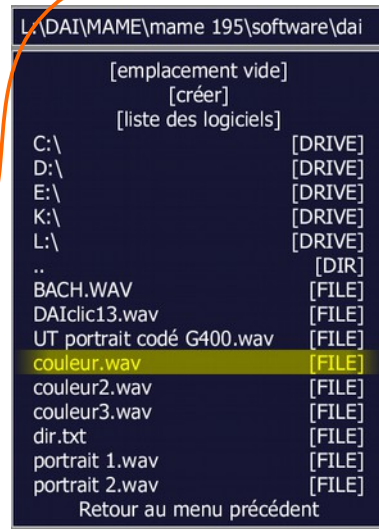 L:\DAI\MAME\mame 195\software\dai
[emplacement vide]
[créer]
[liste des logiciels]
C:\ [DRIVE]
D:\ [DRIVE]
E:\ [DRIVE]
K:\ [DRIVE]
L:\ [DRIVE]
.. [DIR]
BACH.WAV [FILE]
DAIclic13.wav [FILE]
UT portrait codé G400.wav [FILE]
couleur.wav [FILE]
couleur2.wav [FILE]
couleur3.wav [FILE]
dir.txt [FILE]
portrait 1.wav [FILE]
portrait 2.wav [FILE]
Retour au menu précédent